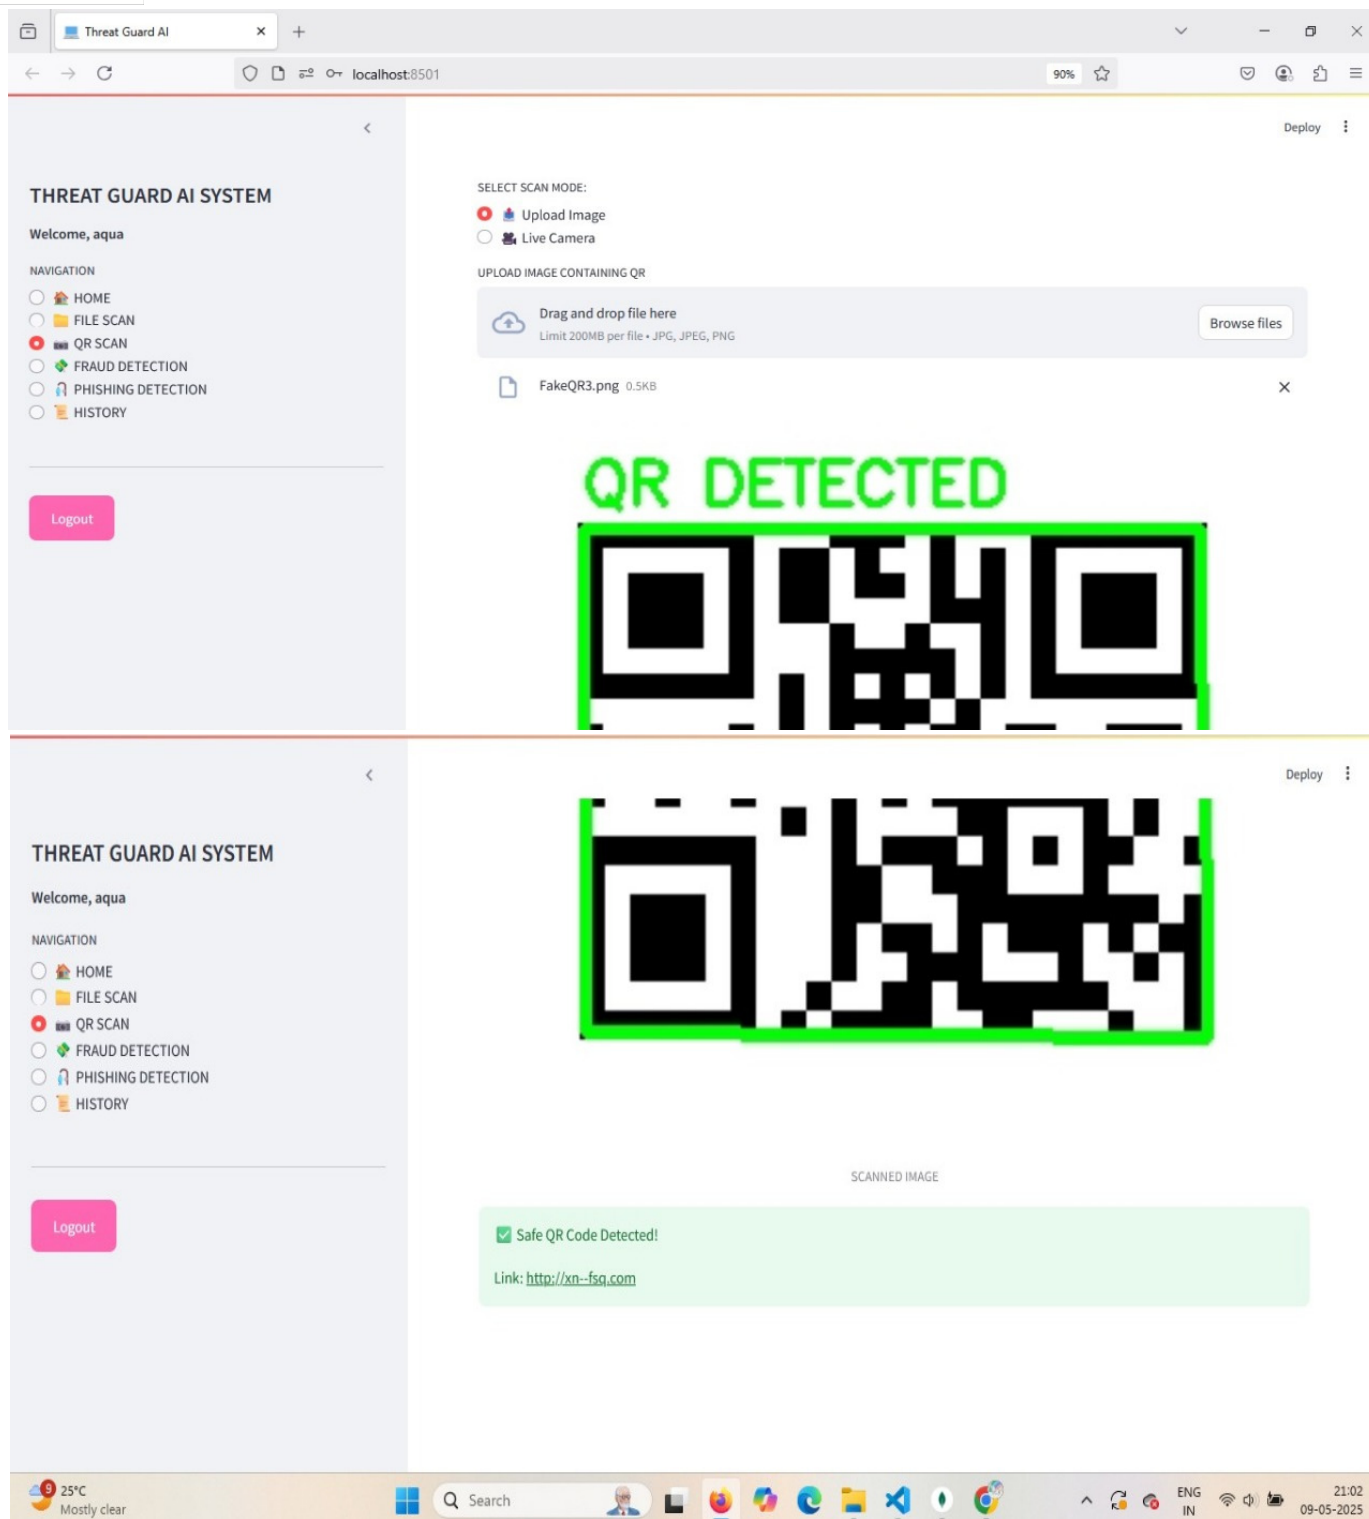 Threat Guard AI
localhost:8501
90%
Deploy
THREAT GUARD AI SYSTEM
Welcome, aqua
NAVIGATION
HOME
FILE SCAN
QR SCAN
FRAUD DETECTION
PHISHING DETECTION
HISTORY
Logout
SELECT SCAN MODE:
Upload Image
Live Camera
UPLOAD IMAGE CONTAINING QR
Drag and drop file here
Limit 200MB per file • JPG, JPEG, PNG
Browse files
FakeQR3.png 0.5KB
QR DETECTED
Deploy
THREAT GUARD AI SYSTEM
Welcome, aqua
NAVIGATION
HOME
FILE SCAN
QR SCAN
FRAUD DETECTION
PHISHING DETECTION
HISTORY
Logout
SCANNED IMAGE
Safe QR Code Detected!
Link: http://xn--fsq.com
9
25°C
Mostly clear
Search
ENG
IN
21:02
09-05-2025